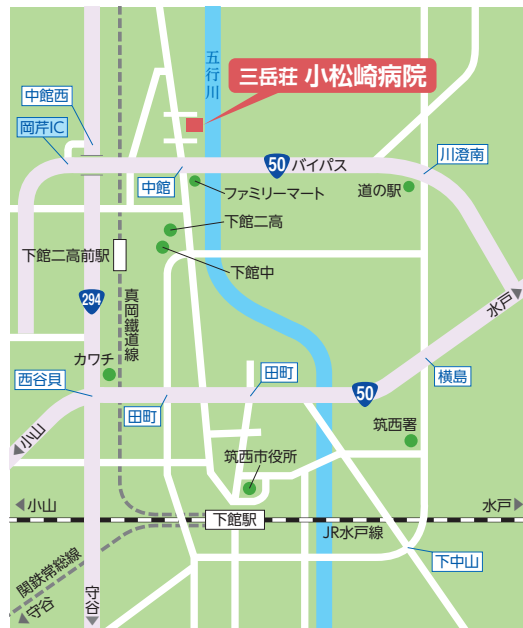 五行川
三岳荘 小松崎病院
中館西
岡芹IC
川澄南
50 バイパス
中館
ファミリーマート
道の駅
下館二高
下館二高前駅
下館中
294
真岡鐵道線
水戸
カワチ
西谷貝
田町
横島
50
田町
小山
筑西署
筑西市役所
小山
水戸
下館駅
JR水戸線
下中山
関鉄常総線
守谷
守谷